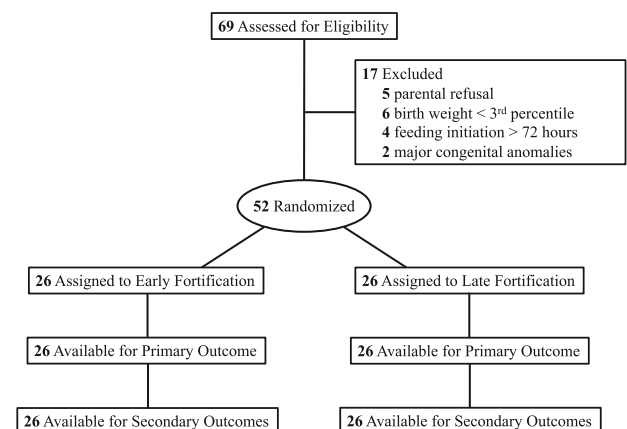 69 Assessed for Eligibility
17 Excluded
5 parental refusal
6 birth weight < 3rd percentile
4 feeding initiation > 72 hours
2 major congenital anomalies
52 Randomized
26 Assigned to Early Fortification
26 Assigned to Late Fortification
26 Available for Primary Outcome
26 Available for Primary Outcome
26 Available for Secondary Outcomes
26 Available for Secondary Outcomes